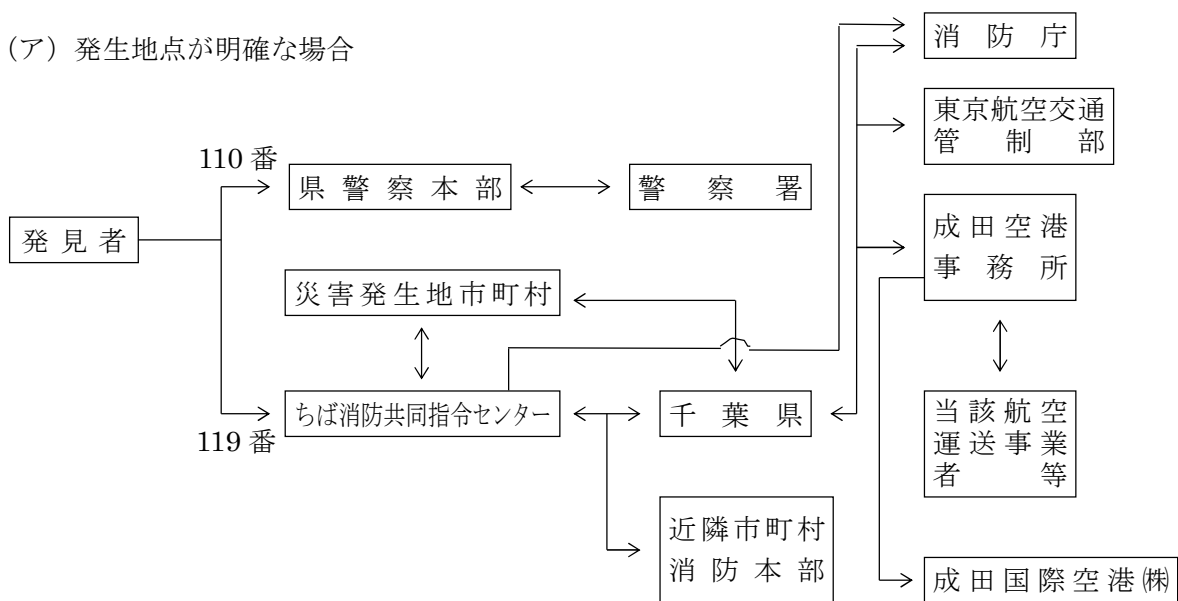 (ア) 発生地点が明確な場合
消防庁
東京航空交通
管制部
110 番
県警察本部
警察署
発見者
成田空港
事務所
災害発生地市町村
ちば消防共同指令センター
119 番
千葉県
当該航空
運送事業
者等
近隣市町村
消防本部
成田国際空港㈱